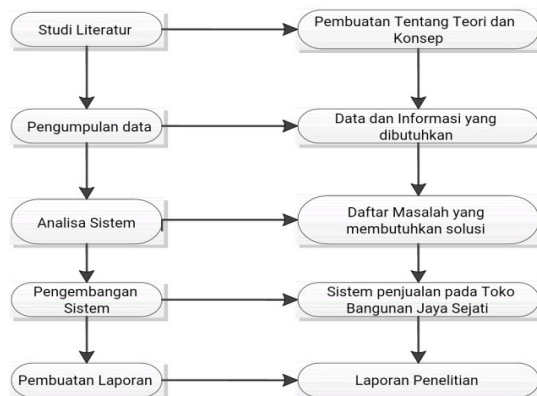 Studi Literatur
Pembuatan Tentang Teori dan
Konsep
Pengumpulan data
Data dan Informasi yang
dibutuhkan
Analisa Sistem
Daftar Masalah yang
membutuhkan solusi
Pengembangan
Sistem
Sistem penjualan pada Toko
Bangunan Jaya Sejati
Pembuatan Laporan
Laporan Penelitian